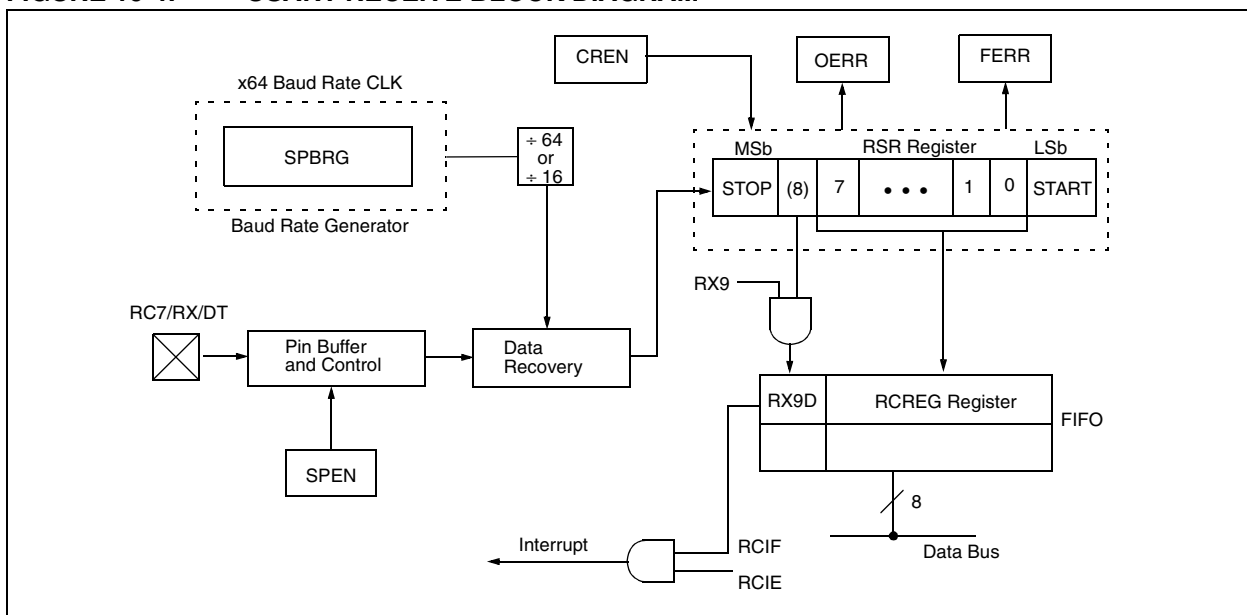 CREN
OERR
FERR
x64 Baud Rate CLK
SPBRG
÷ 64
or
÷ 16
Baud Rate Generator
MSb
RSR Register
LSb
STOP
(8)
7
• • •
1
0
START
RX9
RC7/RX/DT
Pin Buffer
and Control
Data
Recovery
SPEN
RX9D
RCREG Register
FIFO
8
Data Bus
Interrupt
RCIF
RCIE